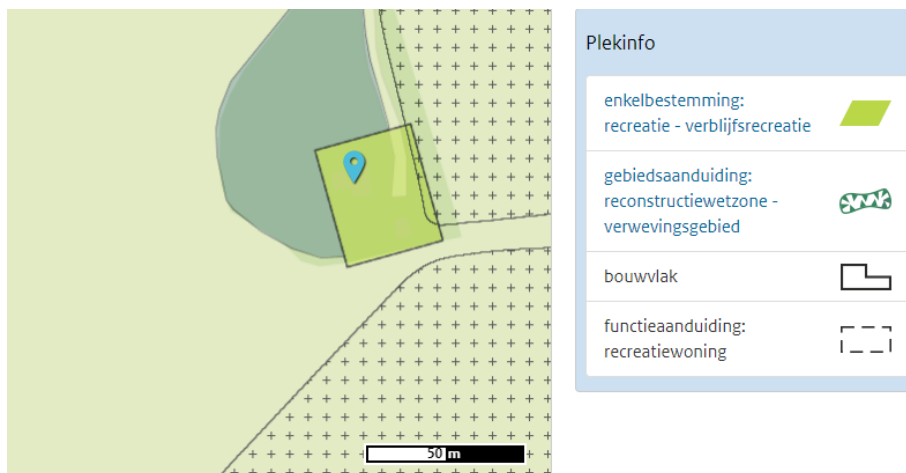 Plekinfo
enkelbestemming:
recreatie - verblijfsrecreatie
gebiedsaanduiding:
reconstructiewetzone -
verwevingsgebied
bouwvlak
functieaanduiding:
recreatiewoning
50 m